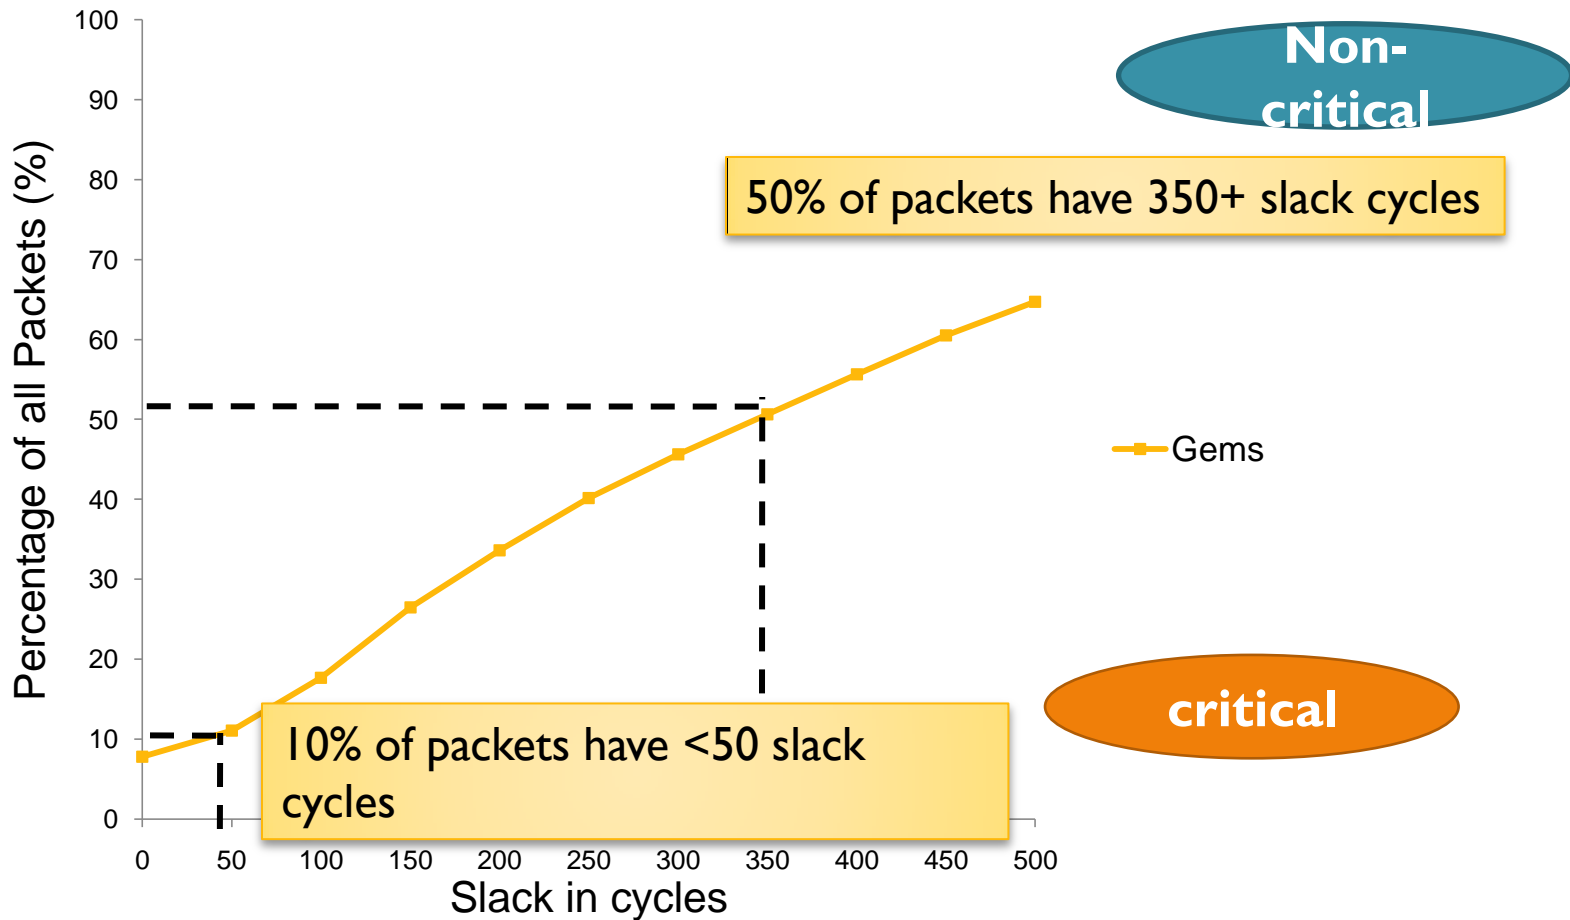 Percentage of all Packets (%)
100
90
80
70
60
50
40
30
20
10
0
Non-
critical
50% of packets have 350+ slack cycles
Gems
critical
10% of packets have <50 slack
cycles
0 50 100 150 200 250 300 350 400 450 500
Slack in cycles